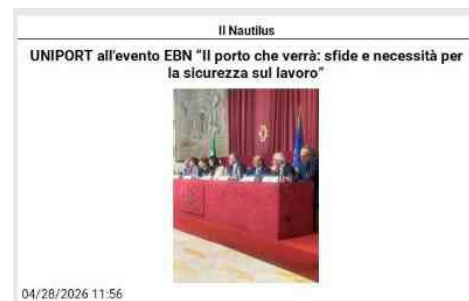 Il Nautilus
UNIPORT all'evento EBN "Il porto che verrà: sfide e necessità per
la sicurezza sul lavoro"
04/28/2026 11:56